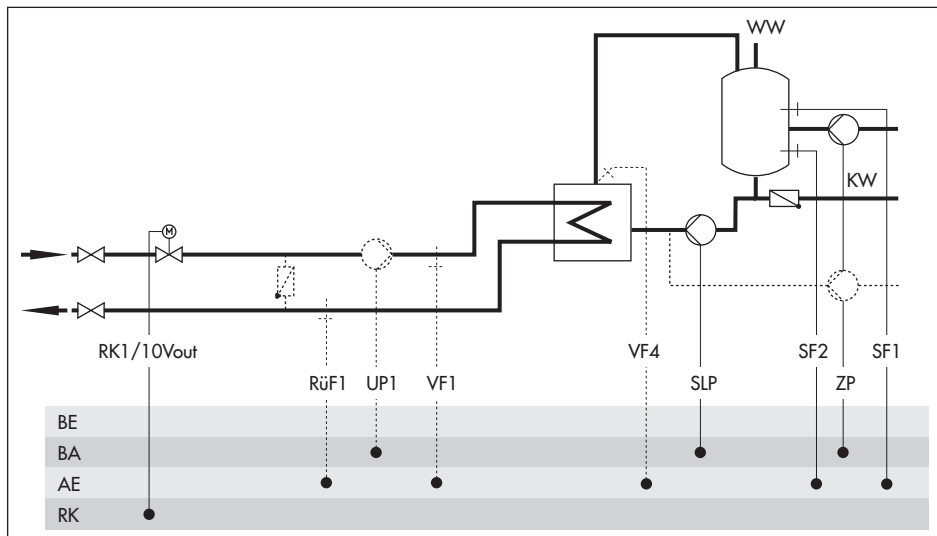 WW
KW
M
RK1/10Vout
VF4
SF2
SF1
RüF1
UP1
VF1
SLP
ZP
BE
BA
AE
RK